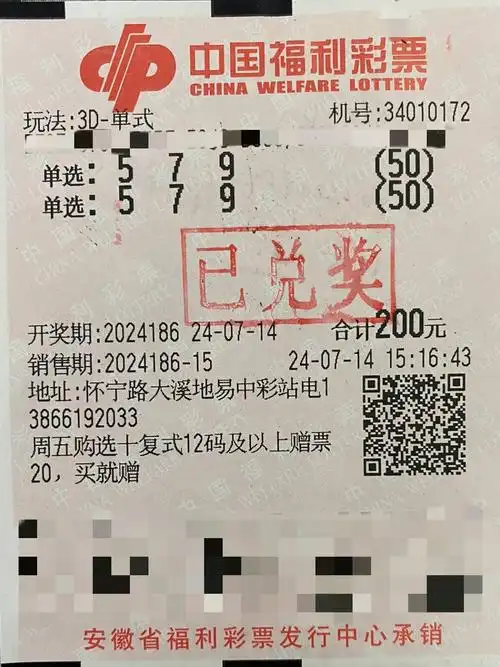 中国福利彩票
CHINA WELFARE LOTTERY
玩法:3D-单式 机号:34010172
单选: 5 7 9 (50)
单选: 5 7 9 (50)
已兑奖
开奖期:2024186 24-07-14 合计200元
销售期:2024186-15 24-07-14 15:16:43
地址:怀宁路大溪地易中彩站电1
3866192033
周五购选十复式12码及以上赠票
20，买就赠
安徽省福利彩票发行中心承销